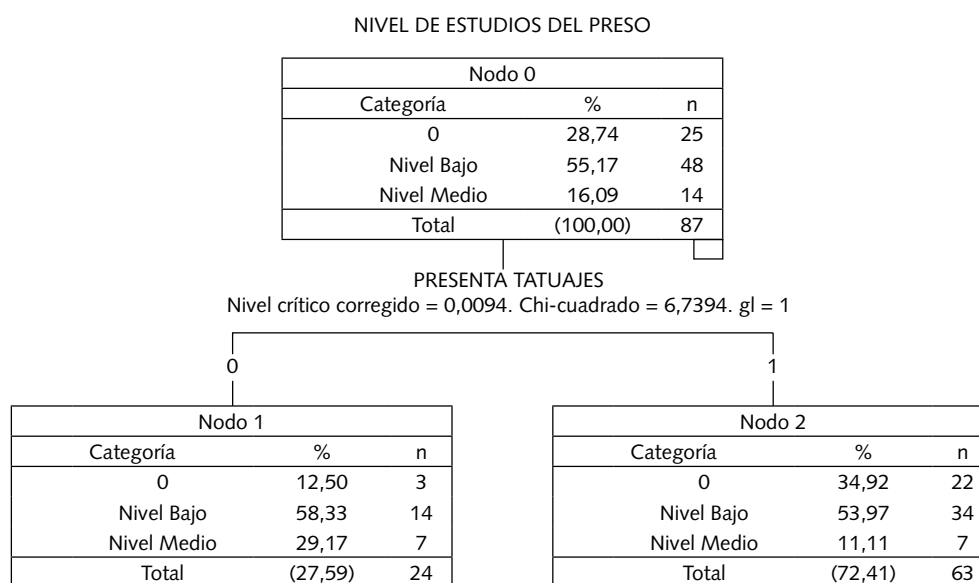 NIVEL DE ESTUDIOS DEL PRESO
Nodo 0
Categoría % n
0 28,74 25
Nivel Bajo 55,17 48
Nivel Medio 16,09 14
Total (100,00) 87
PRESENTA TATUAJES
Nivel crítico corregido = 0,0094. Chi-cuadrado = 6,7394. gl = 1
0 1
Nodo 1
Categoría % n
0 12,50 3
Nivel Bajo 58,33 14
Nivel Medio 29,17 7
Total (27,59) 24
Nodo 2
Categoría % n
0 34,92 22
Nivel Bajo 53,97 34
Nivel Medio 11,11 7
Total (72,41) 63